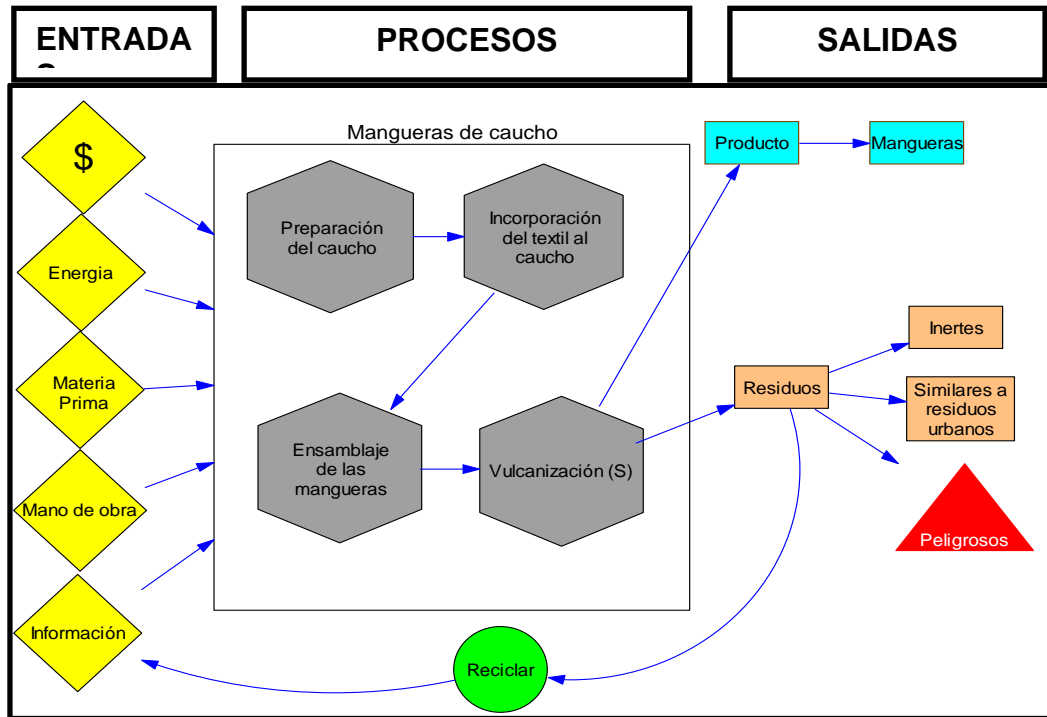 ENTRADA
PROCESOS
SALIDAS
$
Energia
Materia
Prima
Mano de obra
Información
Mangueras de caucho
Preparación
del caucho
Incorporación
del textil al
caucho
Ensamblaje
de las
mangueras
Vulcanización (S)
Producto
Mangueras
Residuos
Inertes
Similares a
residuos
urbanos
Peligrosos
Reciclar